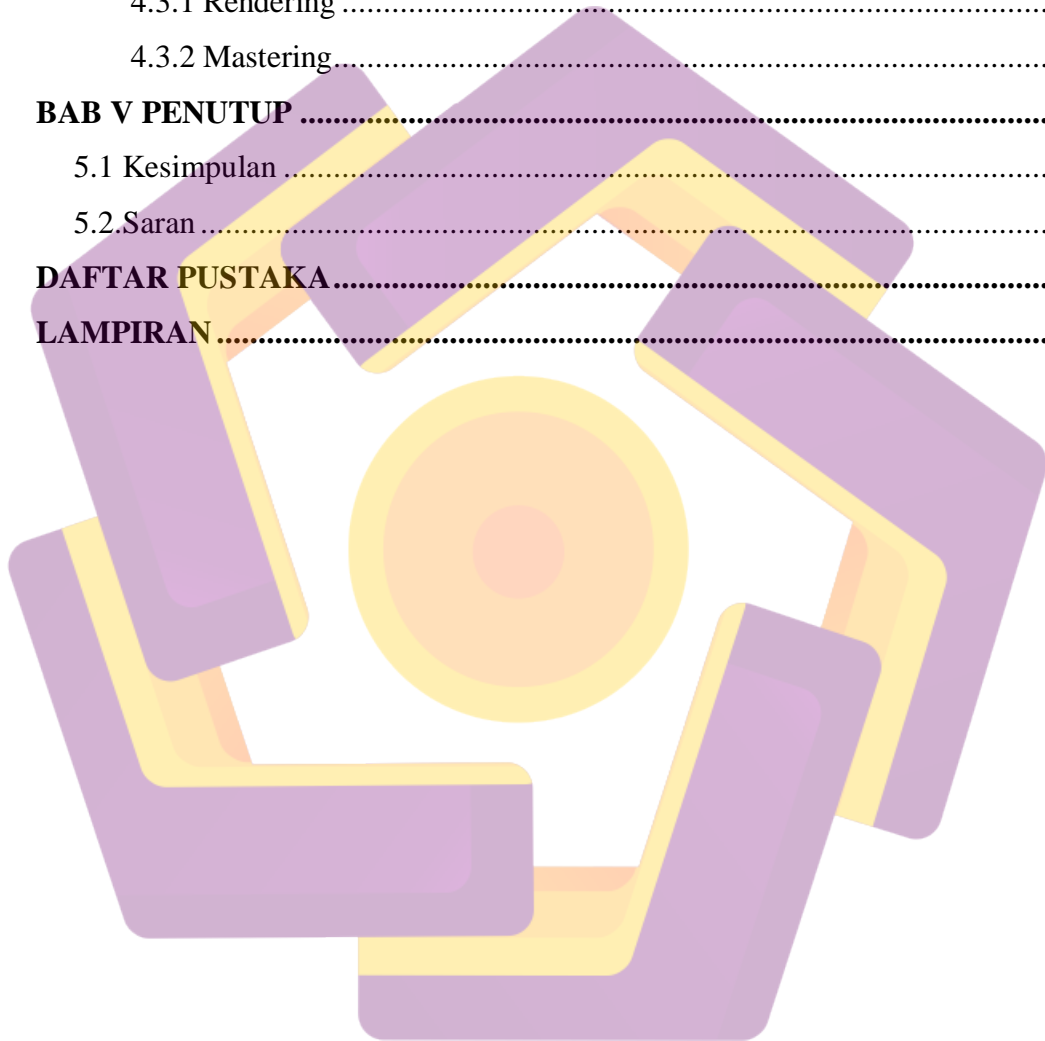 4.3.1 Rendering ........................................................................................
4.3.2 Mastering.........................................................................................
BAB V PENUTUP ..........................................................................................
5.1 Kesimpulan ............................................................................................
5.2.Saran ......................................................................................................
DAFTAR PUSTAKA......................................................................................
LAMPIRAN ....................................................................................................